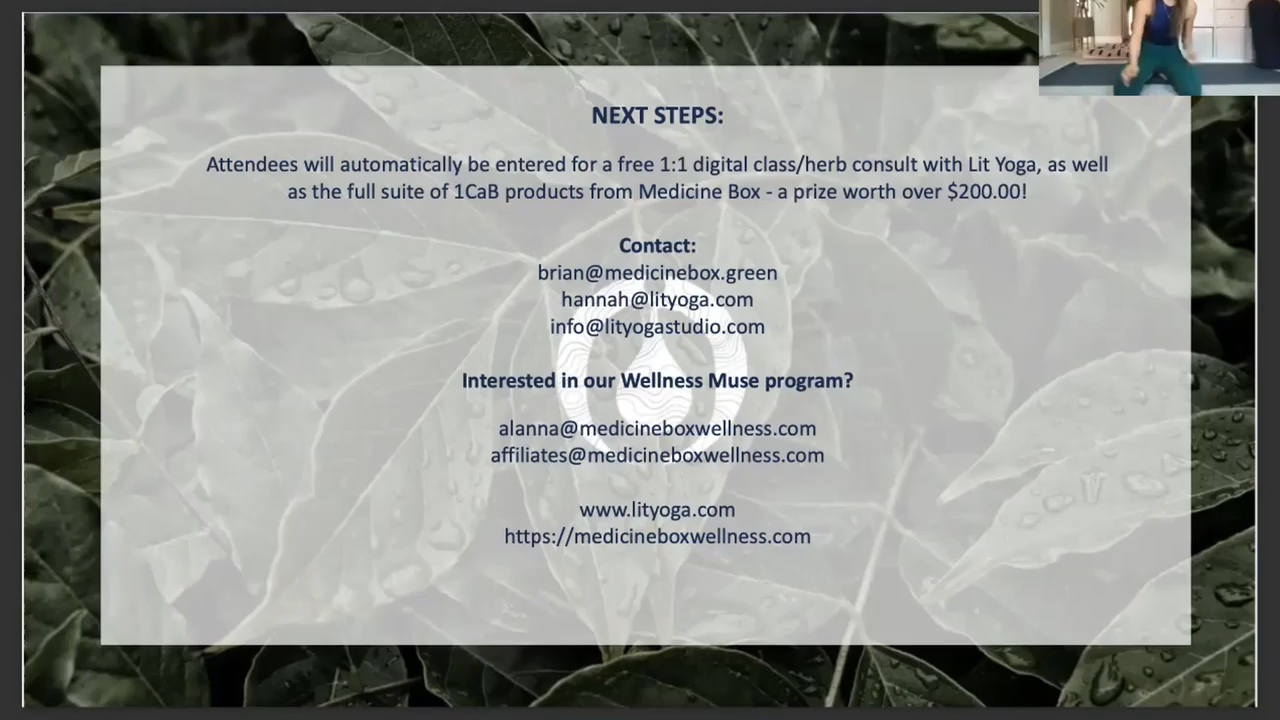 NEXT STEPS:
Attendees will automatically be entered for a free 1:1 digital class/herb consult with Lit Yoga, as well
as the full suite of 1CaB products from Medicine Box - a prize worth over $200.00!
Contact:
brian@medicinebox.green
hannah@lityoga.com
info@lityogastudio.com
Interested in our Wellness Muse program?
alanna@medicineboxwellness.com
affiliates@medicineboxwellness.com
www.lityoga.com
https://medicineboxwellness.com